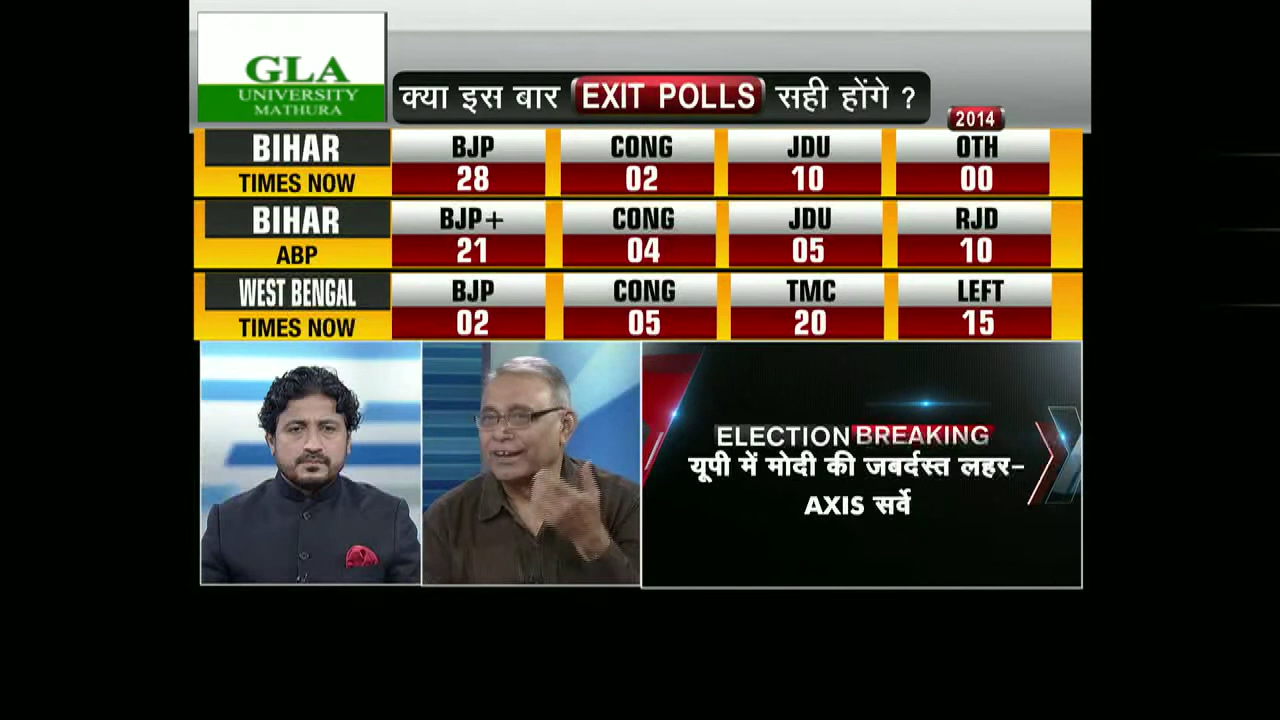 GLA
UNIVERSITY
MATHURA
क्या इस बार EXIT POLLS सही होंगे ?
2014
BIHAR BJP CONG JDU OTH
TIMES NOW 28 02 10 00
BIHAR BJP+ CONG JDU RJD
ABP 21 04 05 10
WEST BENGAL BJP CONG TMC LEFT
TIMES NOW 02 05 20 15
ELECTION BREAKING
यूपी में मोदी की जबर्दस्त लहर-
AXIS सर्वे